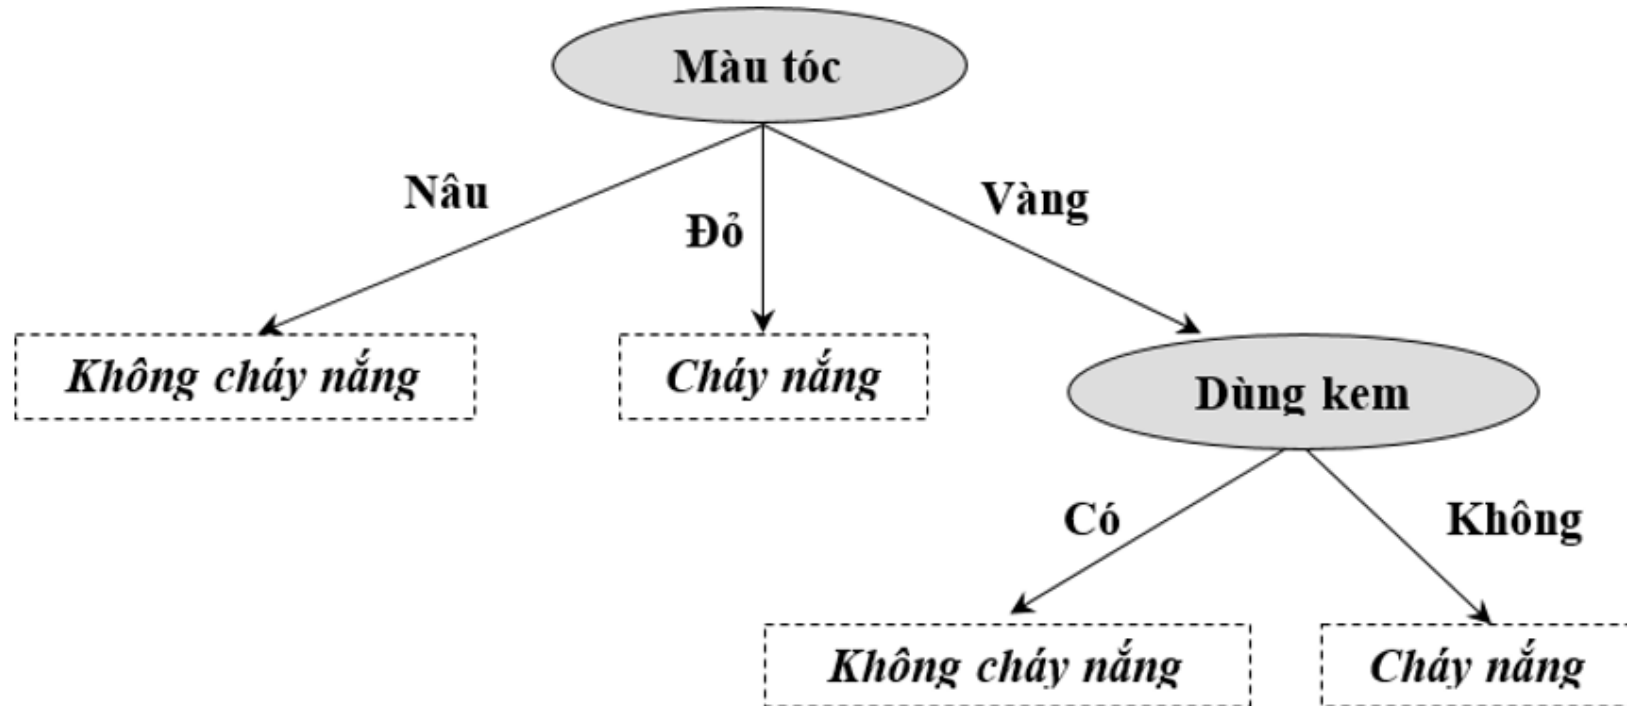 Màu tóc
Nâu
Đỏ
Vàng
Không cháy nắng
Cháy nắng
Dùng kem
Có
Không
Không cháy nắng
Cháy nắng